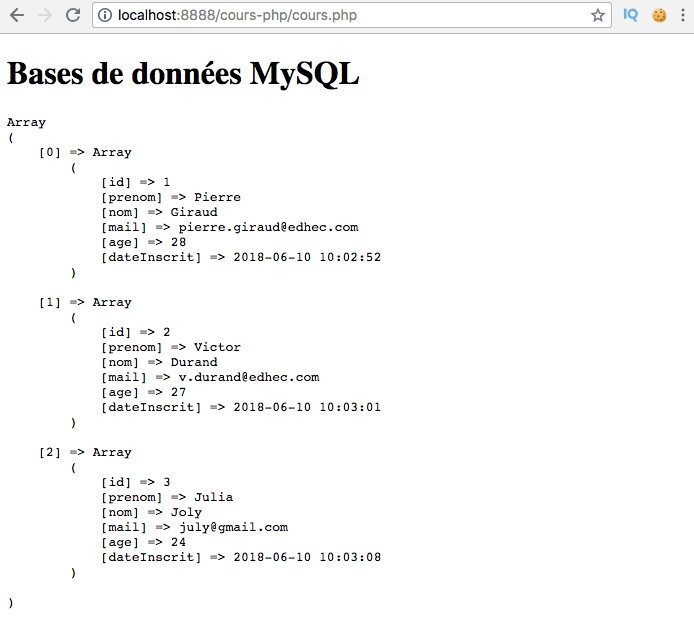 localhost:8888/cours-php/cours.php
IQ
Bases de données MySQL
Array
(
    [0] => Array
        (
            [id] => 1
            [prenom] => Pierre
            [nom] => Giraud
            [mail] => pierre.giraud@edhec.com
            [age] => 28
            [dateInscrit] => 2018-06-10 10:02:52
        )
    [1] => Array
        (
            [id] => 2
            [prenom] => Victor
            [nom] => Durand
            [mail] => v.durand@edhec.com
            [age] => 27
            [dateInscrit] => 2018-06-10 10:03:01
        )
    [2] => Array
        (
            [id] => 3
            [prenom] => Julia
            [nom] => Joly
            [mail] => july@gmail.com
            [age] => 24
            [dateInscrit] => 2018-06-10 10:03:08
        )
)